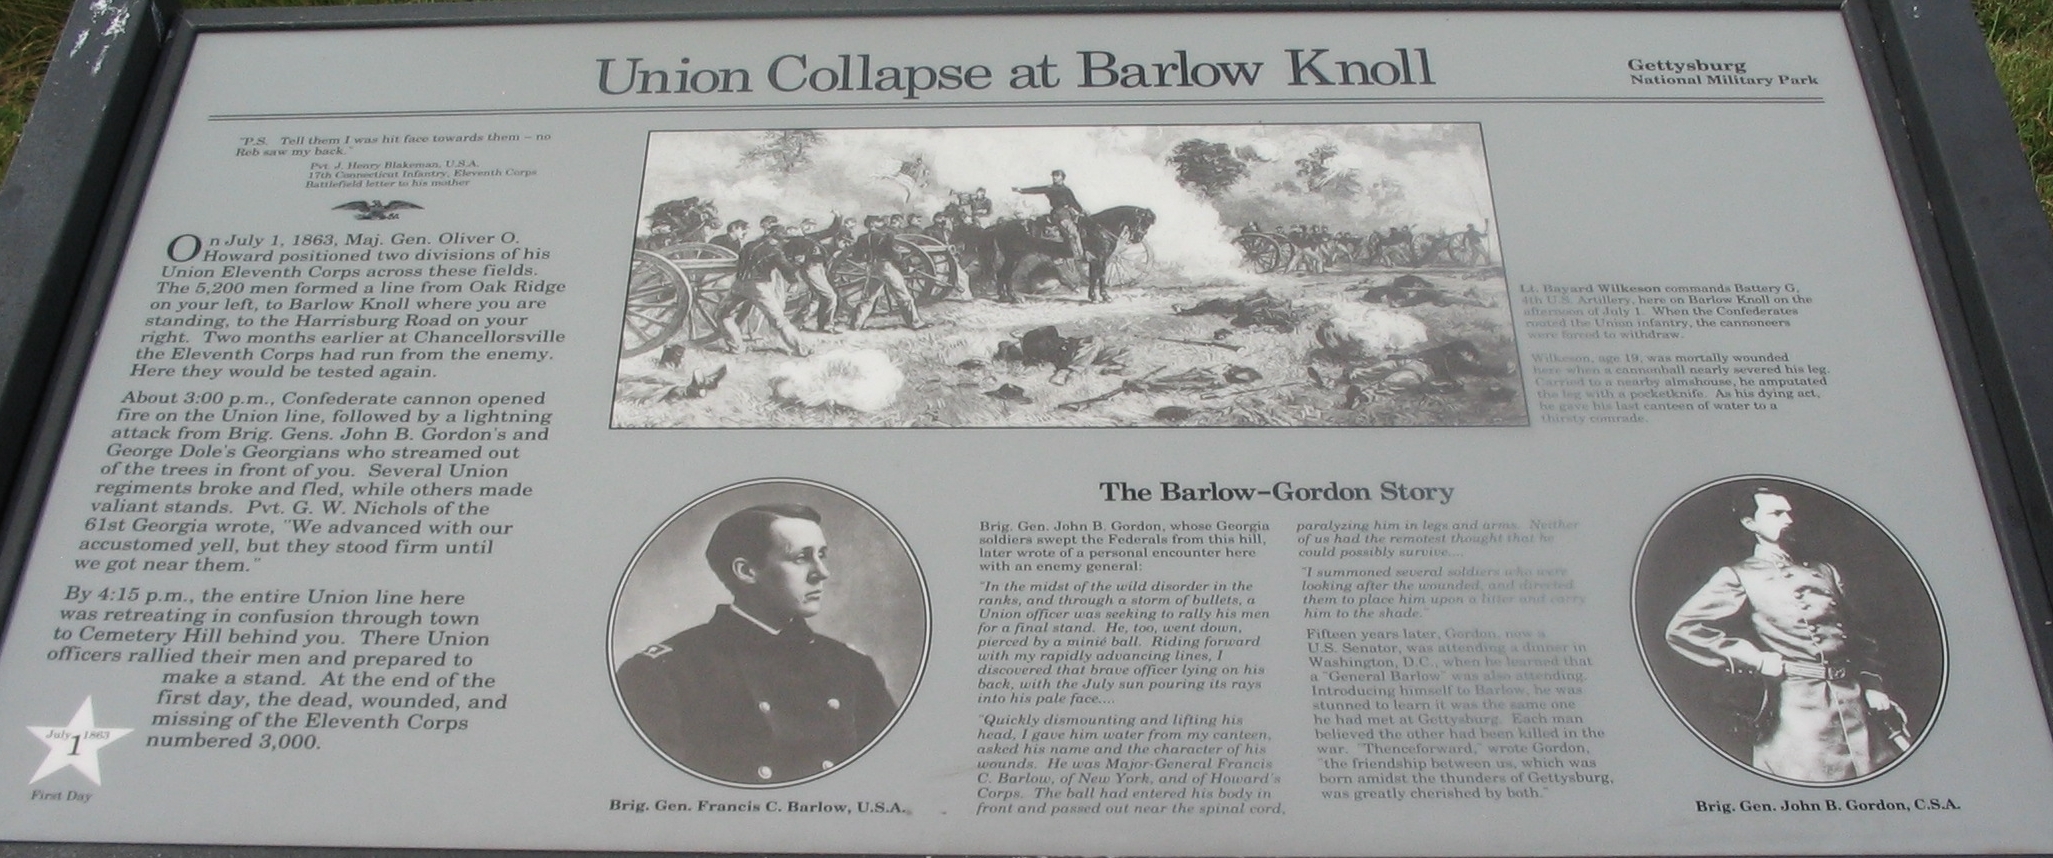 Union Collapse at Barlow Knoll
Gettysburg
National Military Park
"P.S. Tell them I was hit face towards them – no
Reb saw my back."
Pvt. J. Henry Blakeman, U.S.A.
17th Connecticut Infantry, Eleventh Corps
Battlefield letter to his mother
On July 1, 1863, Maj. Gen. Oliver O.
Howard positioned two divisions of his
Union Eleventh Corps across these fields.
The 5,200 men formed a line from Oak Ridge
on your left, to Barlow Knoll where you are
standing, to the Harrisburg Road on your
right. Two months earlier at Chancellorsville
the Eleventh Corps had run from the enemy.
Here they would be tested again.
About 3:00 p.m., Confederate cannon opened
fire on the Union line, followed by a lightning
attack from Brig. Gens. John B. Gordon's and
George Dole's Georgians who streamed out
of the trees in front of you. Several Union
regiments broke and fled, while others made
valiant stands. Pvt. G. W. Nichols of the
61st Georgia wrote, "We advanced with our
accustomed yell, but they stood firm until
we got near them."
By 4:15 p.m., the entire Union line here
was retreating in confusion through town
to Cemetery Hill behind you. There Union
officers rallied their men and prepared to
make a stand. At the end of the
first day, the dead, wounded, and
missing of the Eleventh Corps
numbered 3,000.
July 1 1863
First Day
Lt. Bayard Wilkeson commands Battery G,
4th U.S. Artillery, here on Barlow Knoll on the
afternoon of July 1. When the Confederates
routed the Union infantry, the cannoneers
were forced to withdraw.
Wilkeson, age 19, was mortally wounded
here when a cannonball nearly severed his leg.
Carried to a nearby almshouse, he amputated
the leg with a pocketknife. As his dying act,
he gave his last canteen of water to a
thirsty comrade.
Brig. Gen. Francis C. Barlow, U.S.A.
The Barlow-Gordon Story
Brig. Gen. John B. Gordon, whose Georgia
soldiers swept the Federals from this hill,
later wrote of a personal encounter here
with an enemy general:
"In the midst of the wild disorder in the
ranks, and through a storm of bullets, a
Union officer was seeking to rally his men
for a final stand. He, too, went down,
pierced by a minié ball. Riding forward
with my rapidly advancing lines, I
discovered that brave officer lying on his
back, with the July sun pouring its rays
into his pale face....
"Quickly dismounting and lifting his
head, I gave him water from my canteen,
asked his name and the character of his
wounds. He was Major-General Francis
C. Barlow, of New York, and of Howard's
Corps. The ball had entered his body in
front and passed out near the spinal cord,
paralyzing him in legs and arms. Neither
of us had the remotest thought that he
could possibly survive....
"I summoned several soldiers who were
looking after the wounded, and directed
them to place him upon a litter and carry
him to the shade."
Fifteen years later, Gordon, now a
U.S. Senator, was attending a dinner in
Washington, D.C., when he learned that
a "General Barlow" was also attending.
Introducing himself to Barlow, he was
stunned to learn it was the same one
he had met at Gettysburg. Each man
believed the other had been killed in the
war. "Thenceforward," wrote Gordon,
"the friendship between us, which was
born amidst the thunders of Gettysburg,
was greatly cherished by both."
Brig. Gen. John B. Gordon, C.S.A.